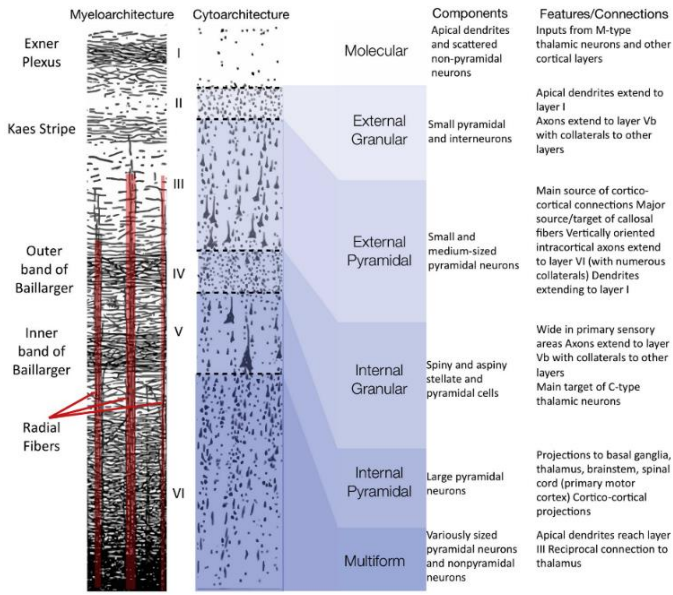 Myeloarchitecture
Cytoarchitecture
Components
Features/Connections
Exner
Plexus
I
Molecular
Apical dendrites
and scattered
non-pyramidal
neurons
Inputs from M-type
thalamic neurons and other
cortical layers
II
Kaes Stripe
External
Granular
Small pyramidal
and interneurons
Apical dendrites extend to
layer I
Axons extend to layer Vb
with collaterals to other
layers
III
External
Pyramidal
Small and
medium-sized
pyramidal neurons
Main source of cortico-
cortical connections Major
source/target of callosal
fibers Vertically oriented
intracortical axons extend
to layer VI (with numerous
collaterals) Dendrites
extending to layer I
Outer
band of
Baillarger
IV
Inner
band of
Baillarger
V
Internal
Granular
Spiny and aspiny
stellate and
pyramidal cells
Wide in primary sensory
areas Axons extend to layer
Vb with collaterals to other
layers
Main target of C-type
thalamic neurons
Radial
Fibers
VI
Internal
Pyramidal
Large pyramidal
neurons
Projections to basal ganglia,
thalamus, brainstem, spinal
cord (primary motor
cortex) Cortico-cortical
projections
Multiform
Variously sized
pyramidal neurons
and nonpyramidal
neurons
Apical dendrites reach layer
III Reciprocal connection to
thalamus